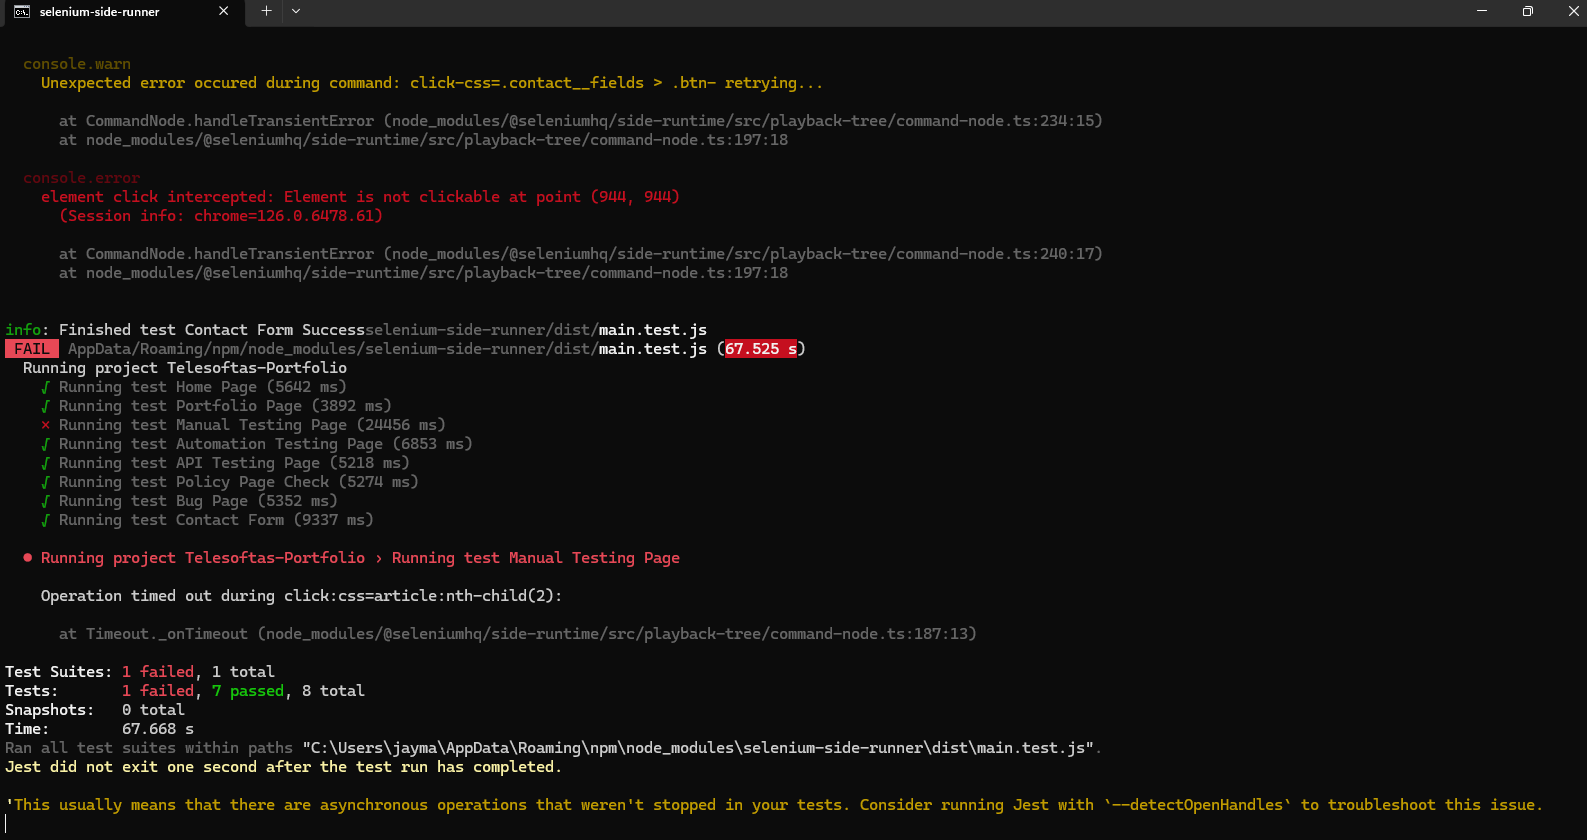 selenium-side-runner
console.warn
Unexpected error occured during command: click-css=.contact__fields > .btn- retrying...
at CommandNode.handleTransientError (node_modules/@seleniumhq/side-runtime/src/playback-tree/command-node.ts:234:15)
at node_modules/@seleniumhq/side-runtime/src/playback-tree/command-node.ts:197:18
console.error
element click intercepted: Element is not clickable at point (944, 944)
(Session info: chrome=126.0.6478.61)
at CommandNode.handleTransientError (node_modules/@seleniumhq/side-runtime/src/playback-tree/command-node.ts:240:17)
at node_modules/@seleniumhq/side-runtime/src/playback-tree/command-node.ts:197:18
info: Finished test Contact Form Successselenium-side-runner/dist/main.test.js
FAIL AppData/Roaming/npm/node_modules/selenium-side-runner/dist/main.test.js (67.525 s)
Running project Telesoftas-Portfolio
√ Running test Home Page (5642 ms)
√ Running test Portfolio Page (3892 ms)
× Running test Manual Testing Page (24456 ms)
√ Running test Automation Testing Page (6853 ms)
√ Running test API Testing Page (5218 ms)
√ Running test Policy Page Check (5274 ms)
√ Running test Bug Page (5352 ms)
√ Running test Contact Form (9337 ms)
● Running project Telesoftas-Portfolio › Running test Manual Testing Page
Operation timed out during click:css=article:nth-child(2):
at Timeout._onTimeout (node_modules/@seleniumhq/side-runtime/src/playback-tree/command-node.ts:187:13)
Test Suites: 1 failed, 1 total
Tests: 1 failed, 7 passed, 8 total
Snapshots: 0 total
Time: 67.668 s
Ran all test suites within paths "C:\Users\jayma\AppData\Roaming\npm\node_modules\selenium-side-runner\dist\main.test.js".
Jest did not exit one second after the test run has completed.
'This usually means that there are asynchronous operations that weren't stopped in your tests. Consider running Jest with `--detectOpenHandles` to troubleshoot this issue.